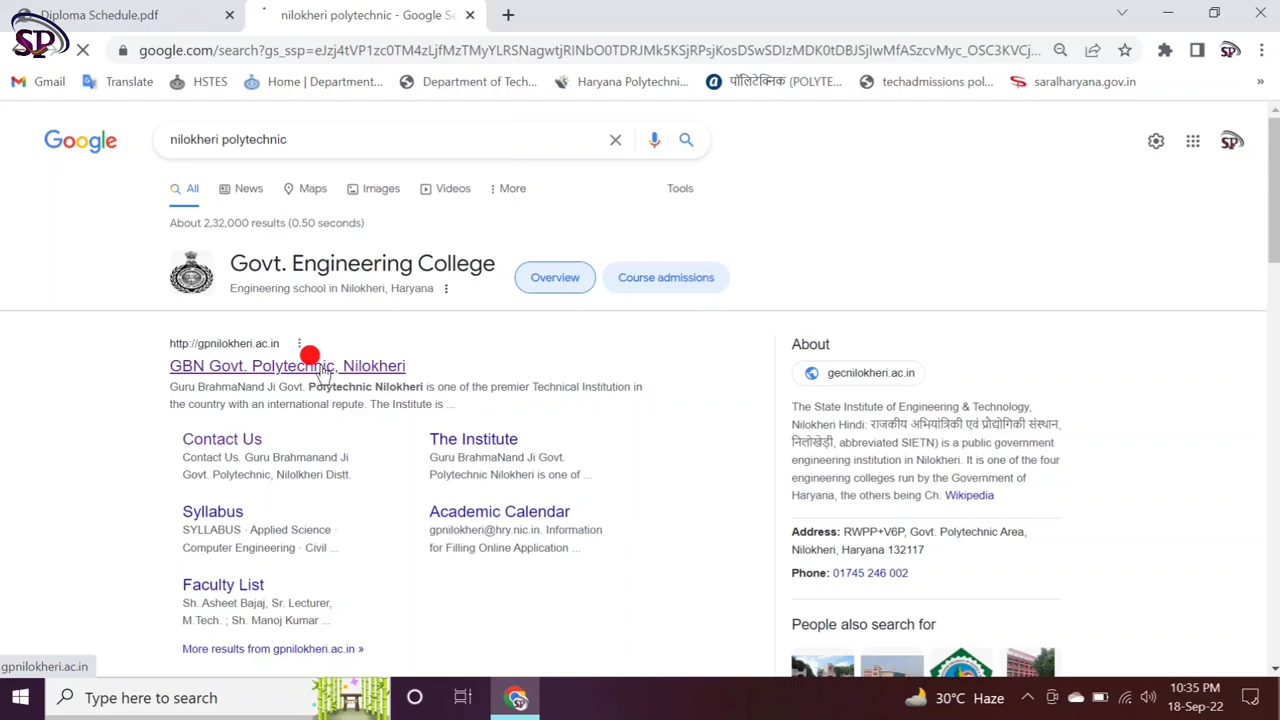 Diploma Schedule.pdf
nilokheri polytechnic - Google Se
SP
google.com/search?gs_ssp=eJzj4tVP1zc0TM4zLjfMzTMyYLRSNagwtjRINbO0TDRJMk5KSjRPsjKosDSwSDIzMDK0tDBJSjIwMfASzcvMyc_OSC3KVCj...
Gmail
Translate
HSTES
Home | Department...
Department of Tech...
Haryana Polytechni...
पॉलिटेक्निक (POLYTE...
techadmissions pol...
saralharyana.gov.in
»
Google
nilokheri polytechnic
All
News
Maps
Images
Videos
More
Tools
About 2,32,000 results (0.50 seconds)
Govt. Engineering College
Engineering school in Nilokheri, Haryana
Overview
Course admissions
http://gpnilokheri.ac.in
GBN Govt. Polytechnic, Nilokheri
Guru BrahmaNand Ji Govt. Polytechnic Nilokheri is one of the premier Technical Institution in
the country with an international repute. The Institute is ...
Contact Us
Contact Us. Guru Brahmanand Ji
Govt. Polytechnic, Nilolkheri Distt.
The Institute
Guru BrahmaNand Ji Govt.
Polytechnic Nilokheri is one of ...
Syllabus
SYLLABUS · Applied Science ·
Computer Engineering · Civil ...
Academic Calendar
gpnilokheri@hry.nic.in. Information
for Filling Online Application ...
Faculty List
Sh. Asheet Bajaj, Sr. Lecturer,
M.Tech. ; Sh. Manoj Kumar ...
More results from gpnilokheri.ac.in »
About
gecnilokheri.ac.in
The State Institute of Engineering & Technology,
Nilokheri Hindi: राजकीय अभियांत्रिकी एवं प्रौद्योगिकी संस्थान,
निलोखेड़ी, abbreviated SIETN) is a public government
engineering institution in Nilokheri. It is one of the four
engineering colleges run by the Government of
Haryana, the others being Ch. Wikipedia
Address: RWPP+V6P, Govt. Polytechnic Area,
Nilokheri, Haryana 132117
Phone: 01745 246 002
People also search for
gpnilokheri.ac.in
Type here to search
30°C Haze
10:35 PM
18-Sep-22